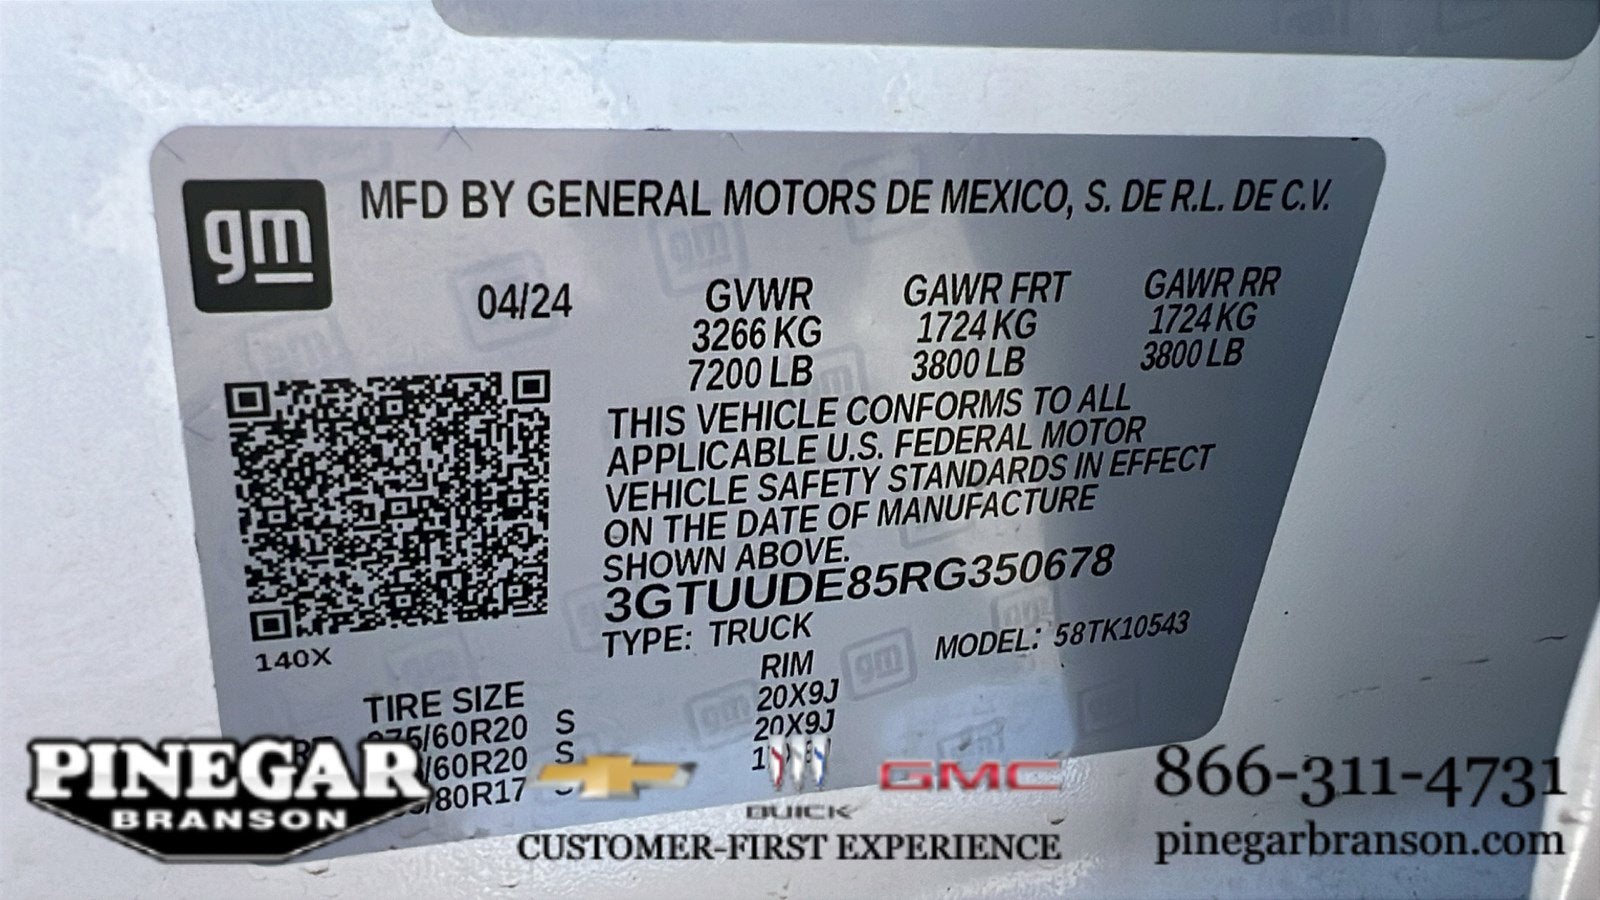 gm
MFD BY GENERAL MOTORS DE MEXICO, S. DE R.L. DE C.V.
04/24
GVWR GAWR FRT GAWR RR
3266 KG 1724 KG 1724 KG
7200 LB 3800 LB 3800 LB
THIS VEHICLE CONFORMS TO ALL
APPLICABLE U.S. FEDERAL MOTOR
VEHICLE SAFETY STANDARDS IN EFFECT
ON THE DATE OF MANUFACTURE
SHOWN ABOVE.
3GTUUDE85RG350678
TYPE: TRUCK MODEL: 58TK10543
140X
TIRE SIZE RIM
/60R20 S 20X9J
/60R20 S 20X9J
/80R17
PINEGAR
BRANSON
BUICK
GMC
CUSTOMER-FIRST EXPERIENCE
866-311-4731
pinegarbranson.com